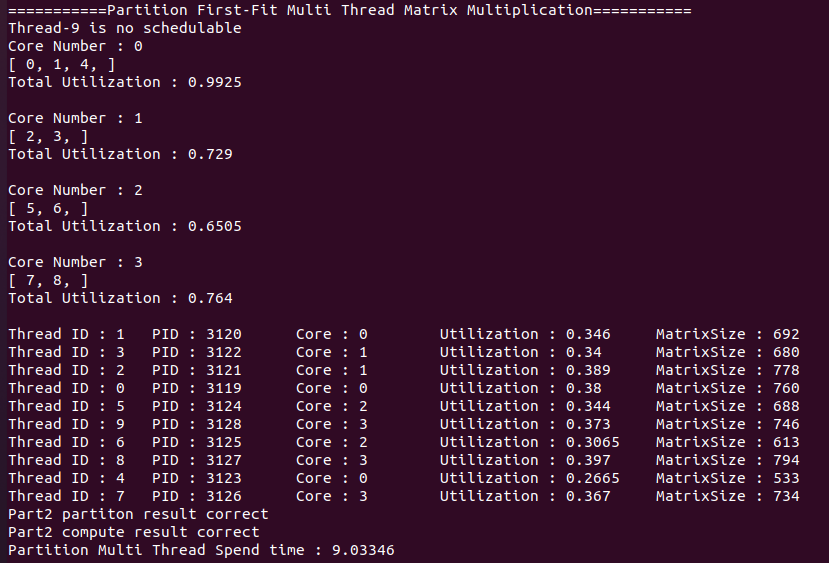 ===========Partition First-Fit Multi Thread Matrix Multiplication===========
Thread-9 is no schedulable
Core Number : 0
[ 0, 1, 4, ]
Total Utilization : 0.9925

Core Number : 1
[ 2, 3, ]
Total Utilization : 0.729

Core Number : 2
[ 5, 6, ]
Total Utilization : 0.6505

Core Number : 3
[ 7, 8, ]
Total Utilization : 0.764

Thread ID : 1   PID : 3120      Core : 0        Utilization : 0.346     MatrixSize : 692
Thread ID : 3   PID : 3122      Core : 1        Utilization : 0.34      MatrixSize : 680
Thread ID : 2   PID : 3121      Core : 1        Utilization : 0.389     MatrixSize : 778
Thread ID : 0   PID : 3119      Core : 0        Utilization : 0.38      MatrixSize : 760
Thread ID : 5   PID : 3124      Core : 2        Utilization : 0.344     MatrixSize : 688
Thread ID : 9   PID : 3128      Core : 3        Utilization : 0.373     MatrixSize : 746
Thread ID : 6   PID : 3125      Core : 2        Utilization : 0.3065    MatrixSize : 613
Thread ID : 8   PID : 3127      Core : 3        Utilization : 0.397     MatrixSize : 794
Thread ID : 4   PID : 3123      Core : 0        Utilization : 0.2665    MatrixSize : 533
Thread ID : 7   PID : 3126      Core : 3        Utilization : 0.367     MatrixSize : 734
Part2 partiton result correct
Part2 compute result correct
Partition Multi Thread Spend time : 9.03346